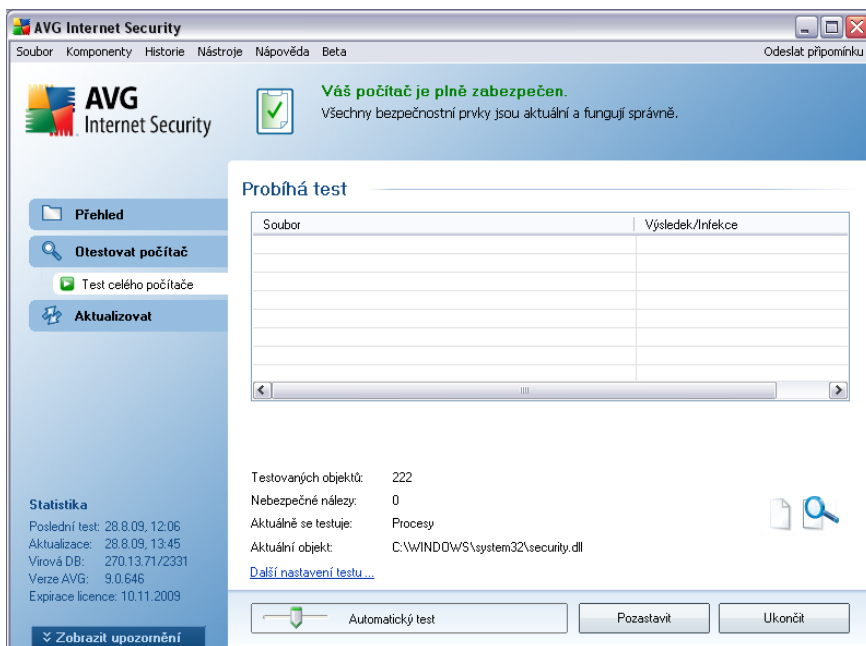 AVG Internet Security
Soubor Komponenty Historie Nástroje Nápověda Beta Odeslat připomínku
AVG
Internet Security
Váš počítač je plně zabezpečen.
Všechny bezpečnostní prvky jsou aktuální a fungují správně.
Přehled
Otestovat počítač
Test celého počítače
Aktualizovat
Probíhá test
Soubor Výsledek/Infekce
Testovaných objektů: 222
Nebezpečné nálezy: 0
Aktuálně se testuje: Procesy
Aktuální objekt: C:\WINDOWS\system32\security.dll
Další nastavení testu ...
Statistika
Poslední test: 28.8.09, 12:06
Aktualizace: 28.8.09, 13:45
Virová DB: 270.13.71/2331
Verze AVG: 9.0.646
Expirace licence: 10.11.2009
Zobrazit upozornění
Automatický test
Pozastavit
Ukončit